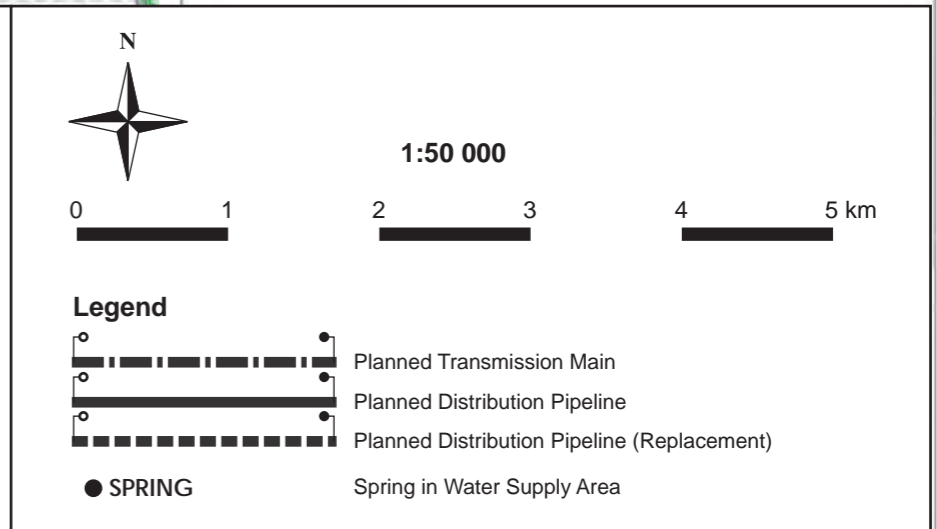 N
1:50 000
0 1 2 3 4 5 km
Legend
Planned Transmission Main
Planned Distribution Pipeline
Planned Distribution Pipeline (Replacement)
SPRING Spring in Water Supply Area